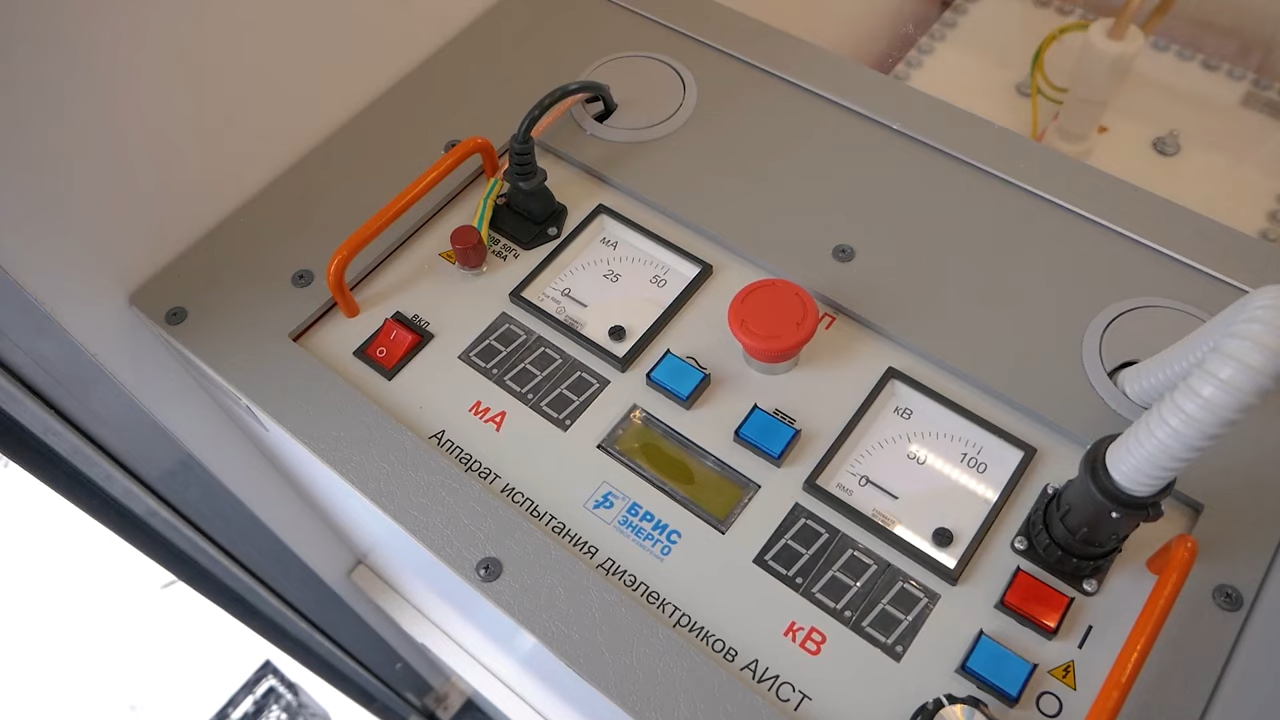 мА
0
25
50
ВКЛ
I
O
мА
кВ
0
50
100
RMS
БРИС
ЭНЕРГО
кВ
Аппарат испытания диэлектриков АИСТ
I
O